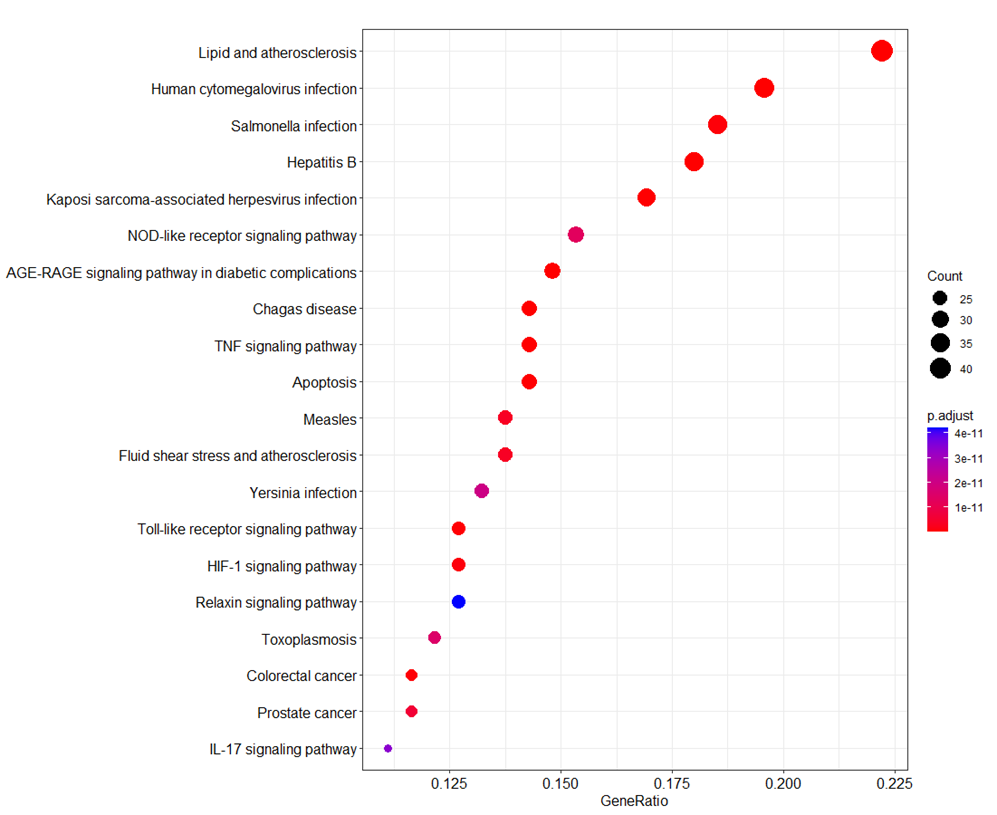 Lipid and atherosclerosis
Human cytomegalovirus infection
Salmonella infection
Hepatitis B
Kaposi sarcoma-associated herpesvirus infection
NOD-like receptor signaling pathway
AGE-RAGE signaling pathway in diabetic complications
Chagas disease
TNF signaling pathway
Apoptosis
Measles
Fluid shear stress and atherosclerosis
Yersinia infection
Toll-like receptor signaling pathway
HIF-1 signaling pathway
Relaxin signaling pathway
Toxoplasmosis
Colorectal cancer
Prostate cancer
IL-17 signaling pathway
0.125 0.150 0.175 0.200 0.225
GeneRatio
Count
25
30
35
40
p.adjust
4e-11
3e-11
2e-11
1e-11